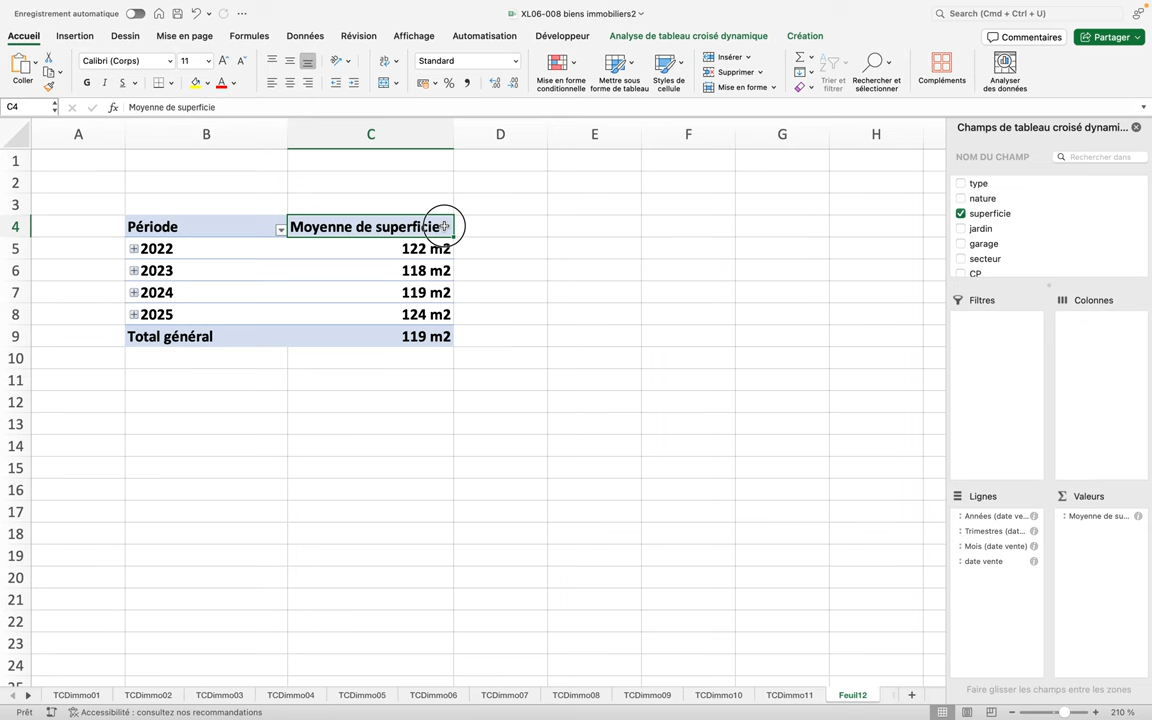 Enregistrement automatique
XL06-008 biens immobiliers2
Search (Cmd + Ctrl + U)
Accueil Insertion Dessin Mise en page Formules Données Révision Affichage Automatisation Développeur Analyse de tableau croisé dynamique Création
Commentaires Partager
Coller
Calibri (Corps) 11
G I S
Standard
Mise en forme conditionnelle
Mettre sous forme de tableau
Styles de cellule
Insérer
Supprimer
Mise en forme
Trier et filtrer
Rechercher et sélectionner
Compléments
Analyse des données
C4 fx Moyenne de superficie
A B C D E F G H
1
2
3
4 Période Moyenne de superficie
5 2022 122 m2
6 2023 118 m2
7 2024 119 m2
8 2025 124 m2
9 Total général 119 m2
10
11
12
13
14
15
16
17
18
19
20
21
22
23
24
Champs de tableau croisé dynami...
NOM DU CHAMP
Rechercher dans
type
nature
superficie
jardin
garage
secteur
CP
Filtres
Colonnes
Lignes
Années (date ve...
Trimestres (dat...
Mois (date vente)
date vente
Valeurs
Moyenne de su...
Faire glisser les champs entre les zones
TCDimmo01 TCDimmo02 TCDimmo03 TCDimmo04 TCDimmo05 TCDimmo06 TCDimmo07 TCDimmo08 TCDimmo09 TCDimmo10 TCDimmo11 Feuil12
Prêt Accessibilité : consultez nos recommandations
210 %